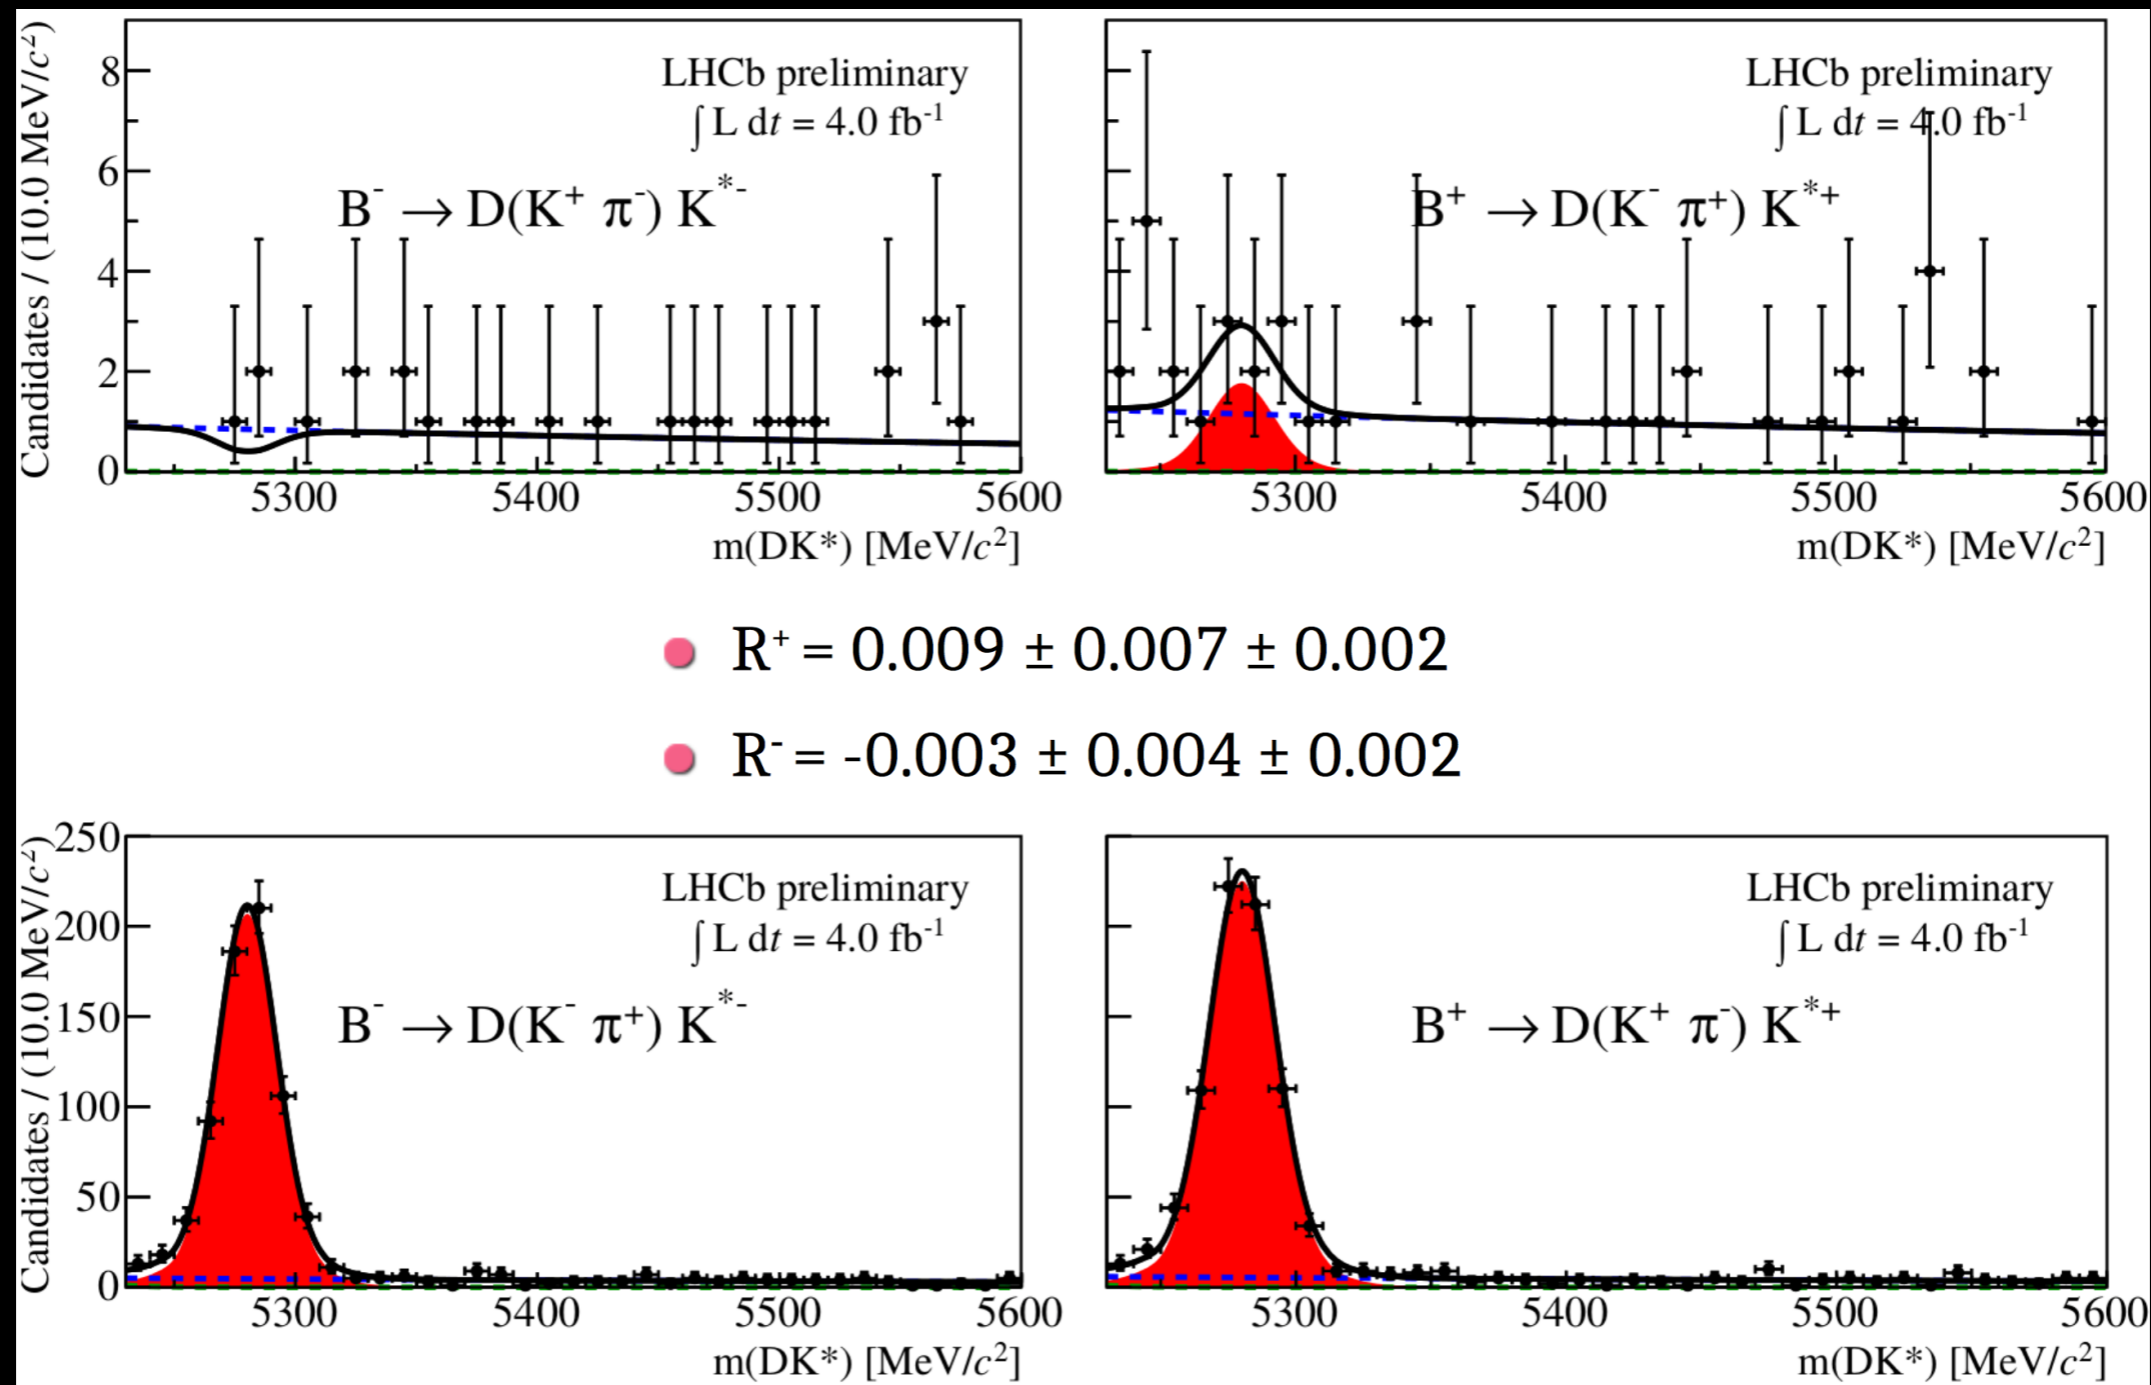 Candidates / (10.0 MeV/c²)
8
6
4
2
0
LHCb preliminary
∫ L dt = 4.0 fb⁻¹
B⁻ → D(K⁺ π⁻) K*⁻
5300 5400 5500 5600
m(DK*) [MeV/c²]
LHCb preliminary
∫ L dt = 4.0 fb⁻¹
B⁺ → D(K⁻ π⁺) K*⁺
5300 5400 5500 5600
m(DK*) [MeV/c²]
R⁺ = 0.009 ± 0.007 ± 0.002
R⁻ = -0.003 ± 0.004 ± 0.002
Candidates / (10.0 MeV/c²)
250
200
150
100
50
0
LHCb preliminary
∫ L dt = 4.0 fb⁻¹
B⁻ → D(K⁻ π⁺) K*⁻
5300 5400 5500 5600
m(DK*) [MeV/c²]
LHCb preliminary
∫ L dt = 4.0 fb⁻¹
B⁺ → D(K⁺ π⁻) K*⁺
5300 5400 5500 5600
m(DK*) [MeV/c²]